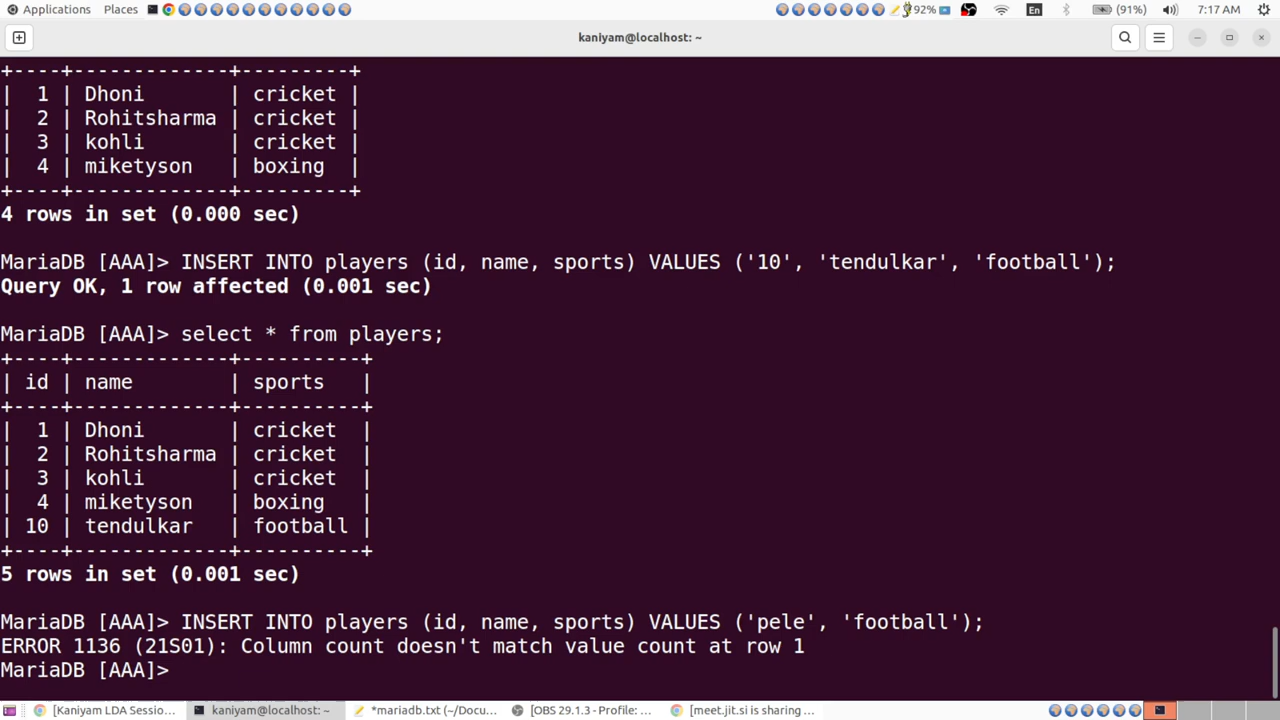 Applications Places 92% En (91%) 7:17 AM
kaniyam@localhost: ~
+----+-------------+---------+
|  1 | Dhoni       | cricket |
|  2 | Rohitsharma | cricket |
|  3 | kohli       | cricket |
|  4 | miketyson   | boxing  |
+----+-------------+---------+
4 rows in set (0.000 sec)
MariaDB [AAA]> INSERT INTO players (id, name, sports) VALUES ('10', 'tendulkar', 'football');
Query OK, 1 row affected (0.001 sec)
MariaDB [AAA]> select * from players;
+----+-------------+----------+
| id | name        | sports   |
+----+-------------+----------+
|  1 | Dhoni       | cricket  |
|  2 | Rohitsharma | cricket  |
|  3 | kohli       | cricket  |
|  4 | miketyson   | boxing   |
| 10 | tendulkar   | football |
+----+-------------+----------+
5 rows in set (0.001 sec)
MariaDB [AAA]> INSERT INTO players (id, name, sports) VALUES ('pele', 'football');
ERROR 1136 (21S01): Column count doesn't match value count at row 1
MariaDB [AAA]>
[Kaniyam LDA Sessio... kaniyam@localhost: ~ *mariadb.txt (~/Docu... [OBS 29.1.3 - Profile: ... [meet.jit.si is sharing ...